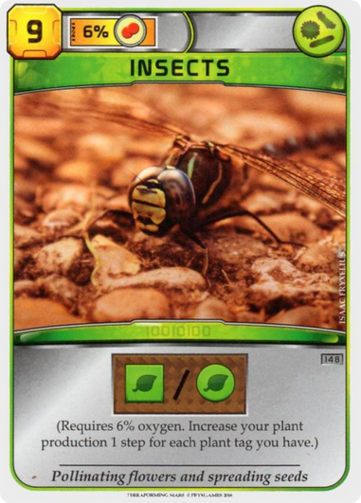 9
6%
INSECTS
ISAAC FRYXELIUS
148
/
(Requires 6% oxygen. Increase your plant
production 1 step for each plant tag you have.)
Pollinating flowers and spreading seeds
TERRAFORMING MARS © FRYXGAMES 2016